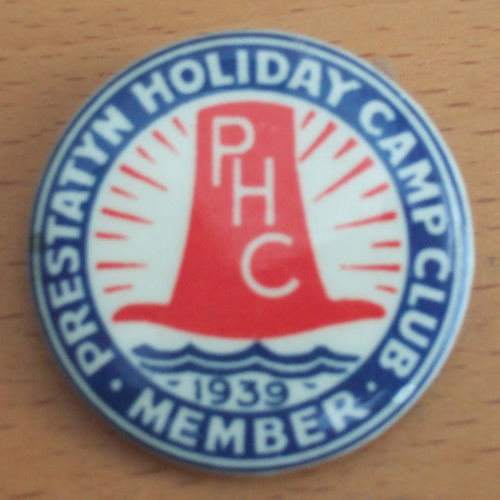 PRESTATYN HOLIDAY CAMP CLUB
PHC
1939
· MEMBER ·